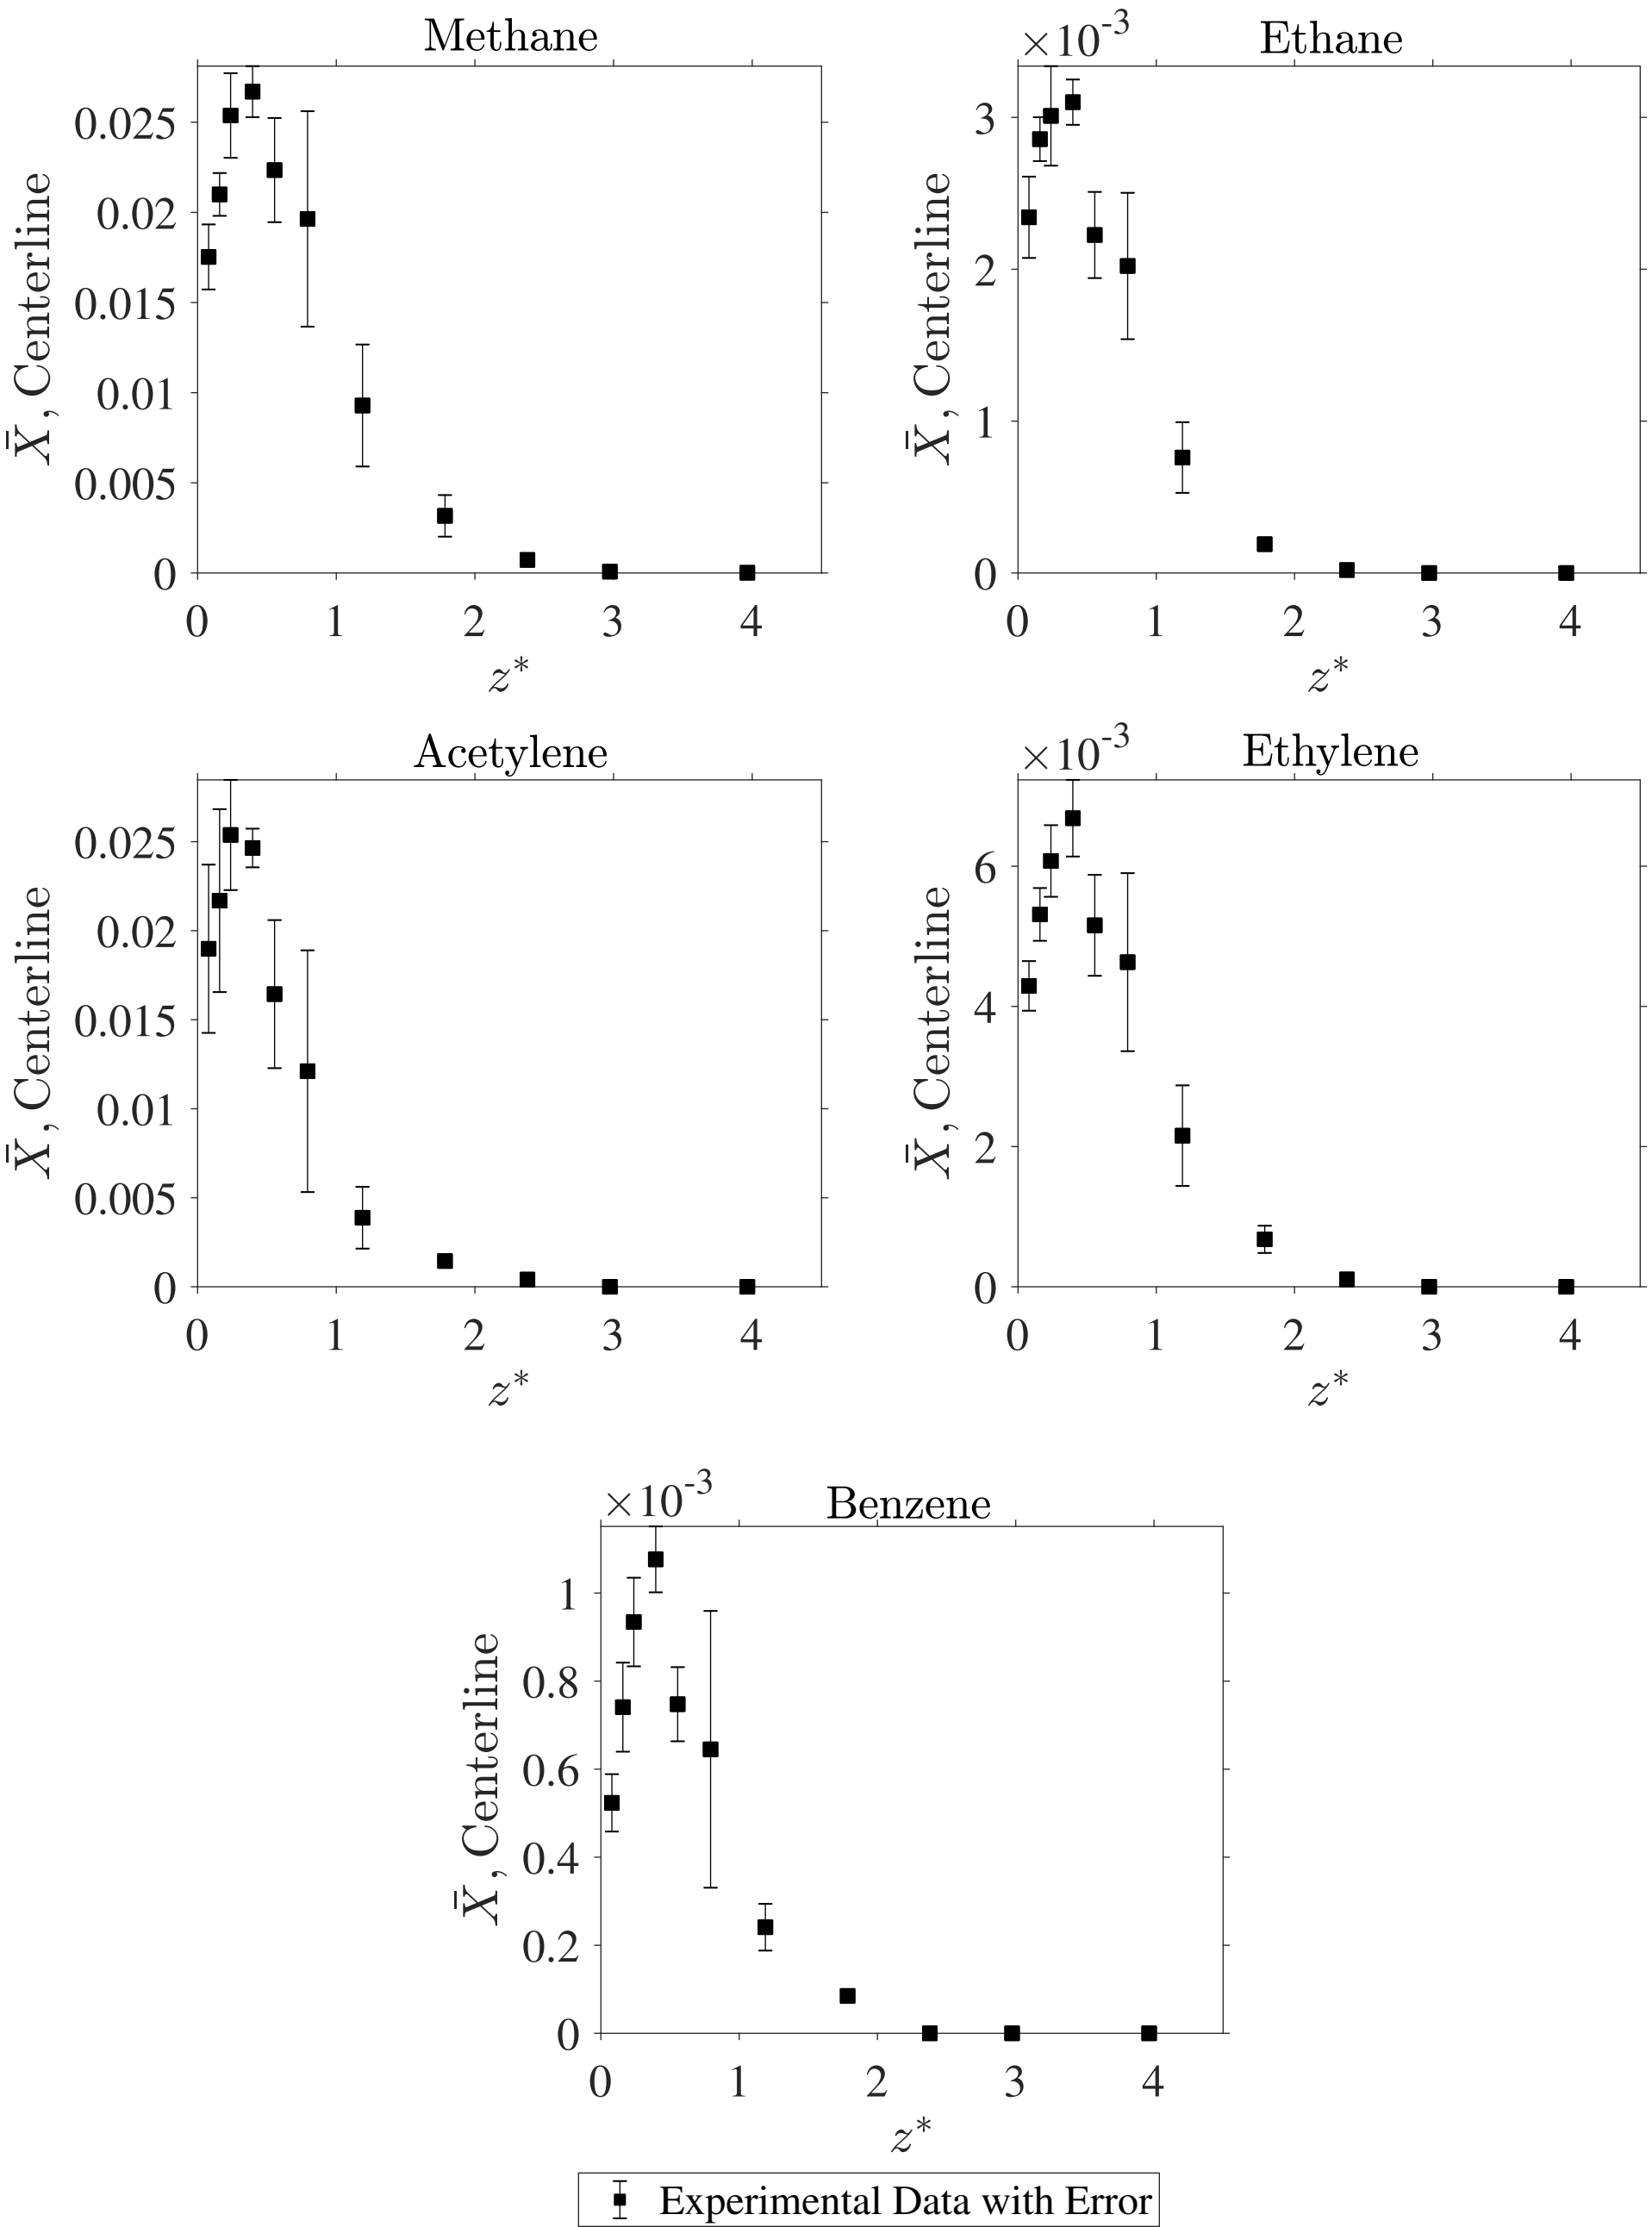 Methane
X̄, Centerline
0.025
0.02
0.015
0.01
0.005
0
0 1 2 3 4
z*
×10-3
Ethane
X̄, Centerline
3
2
1
0
0 1 2 3 4
z*
Acetylene
X̄, Centerline
0.025
0.02
0.015
0.01
0.005
0
0 1 2 3 4
z*
×10-3
Ethylene
X̄, Centerline
6
4
2
0
0 1 2 3 4
z*
×10-3
Benzene
X̄, Centerline
1
0.8
0.6
0.4
0.2
0
0 1 2 3 4
z*
Experimental Data with Error